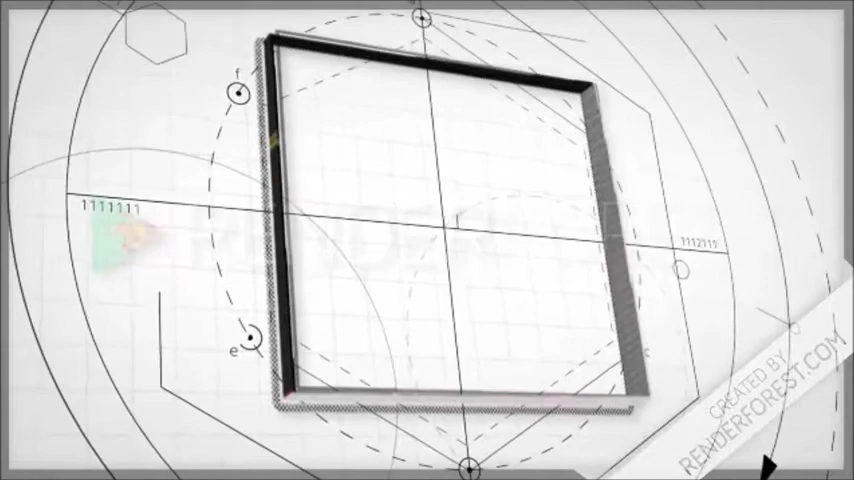 f
1111111
1112111
e
c
CREATED BY
RENDERFOREST.COM